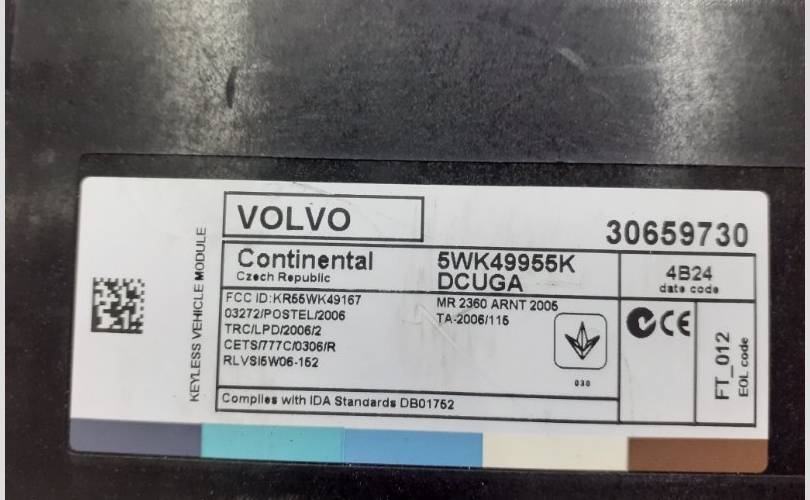 KEYLESS VEHICLE MODULE
VOLVO
30659730
Continental
Czech Republic
5WK49955K
DCUGA
4B24
date code
FCC ID:KR55WK49167
03272/POSTEL/2006
TRC/LPD/2006/2
CETS/777C/0306/R
RLVSI5W06-152
MR 2360 ARNT 2005
TA-2006/115
030
CE
FT_012
EOL code
Complies with IDA Standards DB01752